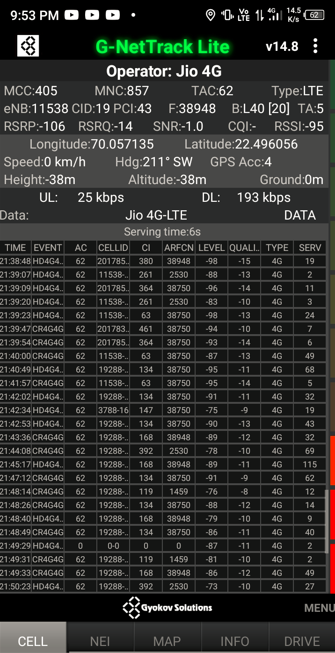 9:53 PM Vo LTE 4G 14.5 K/s 62
G-NetTrack Lite v14.8
Operator: Jio 4G
MCC:405 MNC:857 TAC:62 Type:LTE
eNB:11538 CID:19 PCI:43 F:38948 B:L40 [20] TA:5
RSRP:-106 RSRQ:-14 SNR:-1.0 CQI:- RSSI:-95
Longitude:70.057135 Latitude:22.496056
Speed:0 km/h Hdg:211° SW GPS Acc:4
Height:-38m Altitude:-38m Ground:0m
UL: 25 kbps DL: 193 kbps
Data: Jio 4G-LTE DATA
Serving time:6s
TIME EVENT AC CELLID CI ARFCN LEVEL QUALI.. TYPE SERV
21:38:48 HD4G4.. 62 201785.. 380 38948 -98 -15 4G 19
21:39:07 HD4G4.. 62 11538-.. 261 2530 -88 -13 4G 2
21:39:09 HD4G4.. 62 201785.. 364 38750 -96 -14 4G 11
21:39:20 HD4G4.. 62 11538-.. 261 2530 -83 -10 4G 3
21:39:23 HD4G4.. 62 11538-.. 63 38750 -98 -13 4G 24
21:39:47 CR4G4G 62 201783.. 461 38750 -94 -10 4G 7
21:39:54 CR4G4G 62 201785.. 364 38750 -93 -14 4G 6
21:40:00 CR4G4G 62 11538-.. 63 38750 -87 -13 4G 49
21:40:49 HD4G4.. 62 19288-.. 134 38750 -95 -11 4G 68
21:41:57 CR4G4G 62 11538-.. 63 38750 -95 -14 4G 5
21:42:02 HD4G4.. 62 19288-.. 134 38750 -91 -11 4G 32
21:42:34 HD4G4.. 62 3788-16 147 38750 -75 -9 4G 19
21:42:53 HD4G4.. 62 19288-.. 134 38750 -90 -13 4G 43
21:43:36 CR4G4G 62 19288-.. 168 38948 -89 -12 4G 32
21:44:08 CR4G4G 62 19288-.. 392 2530 -78 -10 4G 69
21:45:17 HD4G4.. 62 19288-.. 168 38948 -89 -11 4G 115
21:47:12 CR4G4G 62 19288-.. 134 38750 -91 -9 4G 62
21:48:14 CR4G4G 62 19288-.. 119 1459 -76 -8 4G 12
21:48:26 CR4G4G 62 19288-.. 134 38750 -88 -12 4G 14
21:48:40 HD4G4.. 62 19288-.. 168 38948 -79 -10 4G 9
21:48:49 CR4G4G 62 19288-.. 134 38750 -86 -11 4G 40
21:49:29 HD4G4.. 0 0-0 0 0 -87 -11 4G 2
21:49:31 CR4G4G 62 19288-.. 119 1459 -81 -10 4G 2
21:49:33 CR4G4G 62 19288-.. 168 38948 -86 -12 4G 49
21:50:23 HD4G4.. 62 19288-.. 392 2530 -73 -10 4G 27
Gyokov Solutions MENU
CELL NEI MAP INFO DRIVE